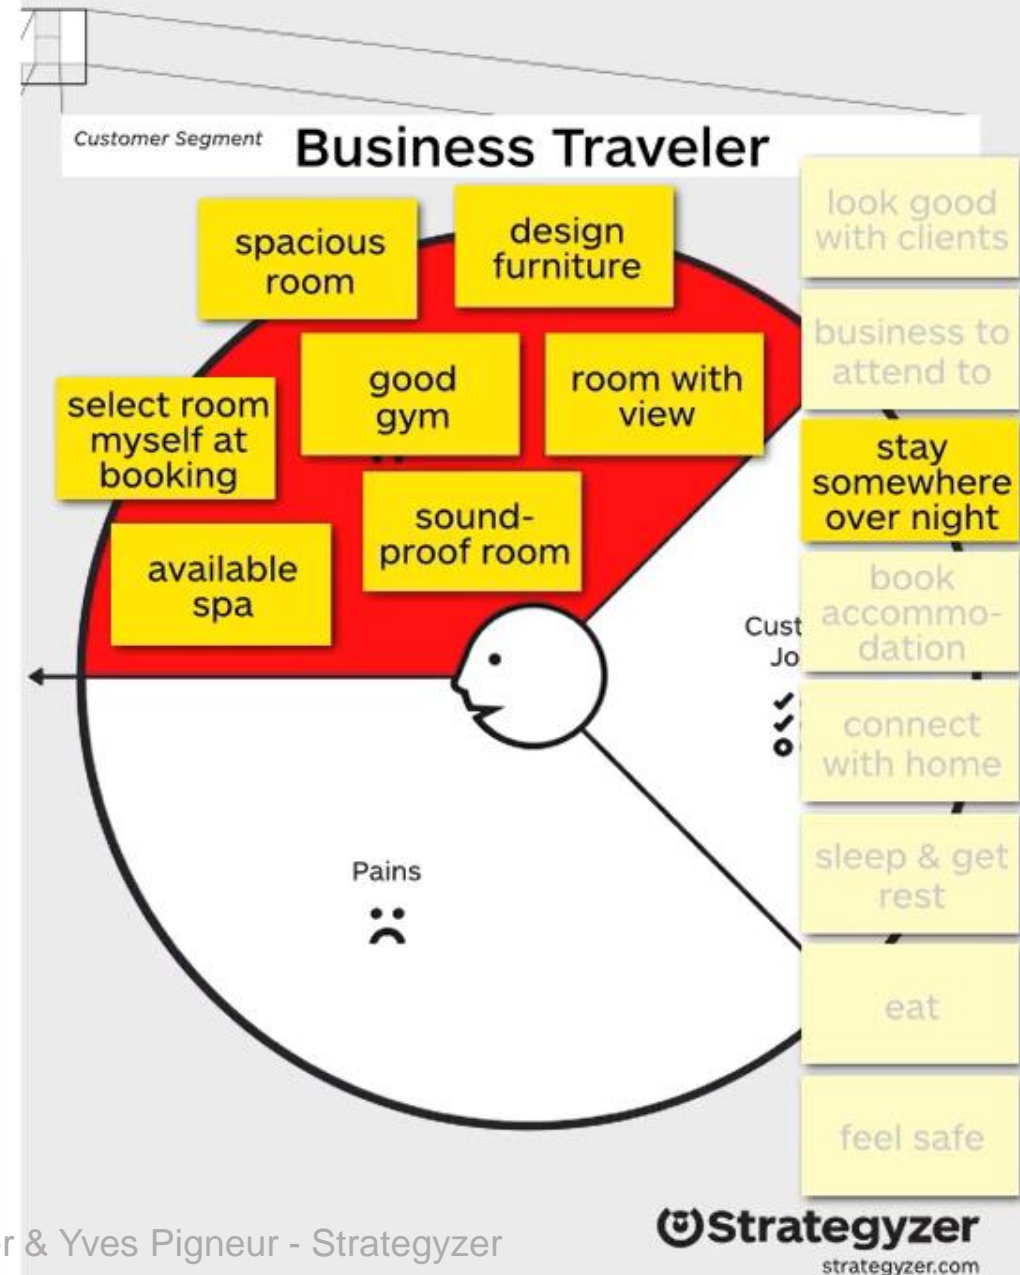 Customer Segment Business Traveler
spacious
room
design
furniture
look good
with clients
business to
attend to
good
gym
room with
view
select room
myself at
booking
stay
somewhere
over night
sound-
proof room
available
spa
book
accommo-
dation
Cust
Jo
connect
with home
Pains
sleep & get
rest
eat
feel safe
Strategyzer
strategyzer.com
r & Yves Pigneur - Strategyzer